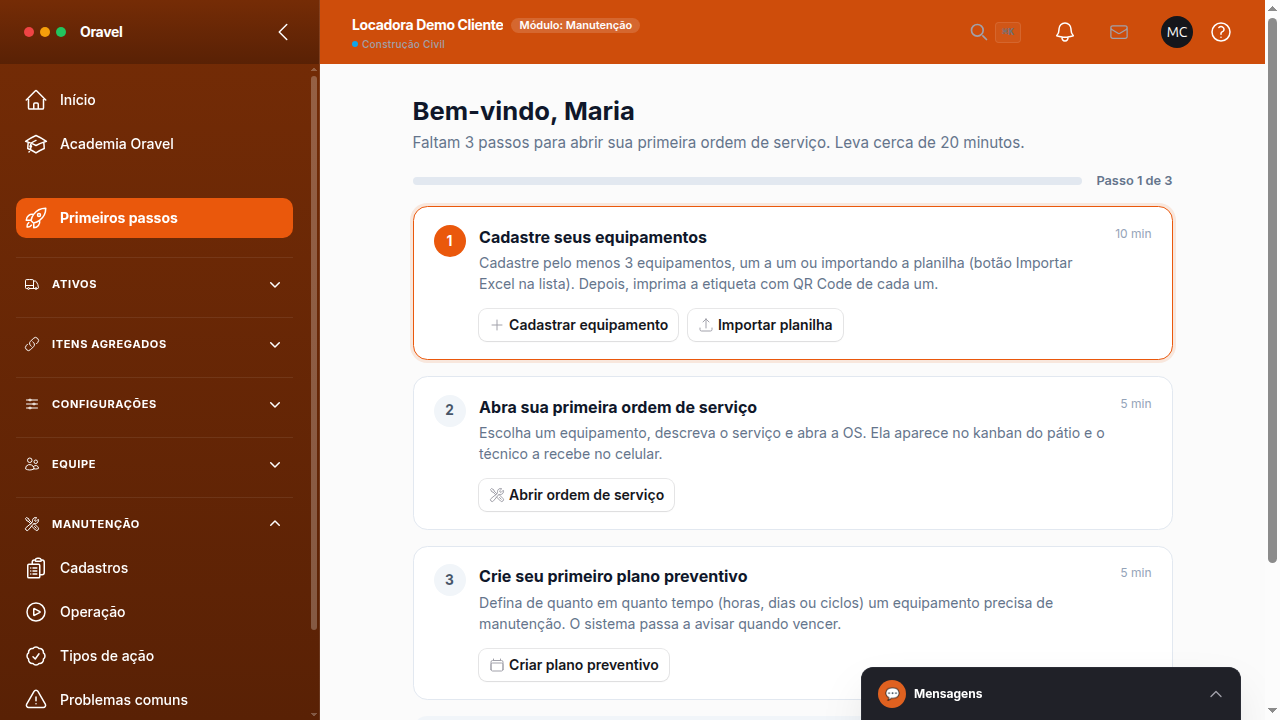 Oravel
Início
Academia Oravel
Primeiros passos
ATIVOS
ITENS AGREGADOS
CONFIGURAÇÕES
EQUIPE
MANUTENÇÃO
Cadastros
Operação
Tipos de ação
Problemas comuns
Locadora Demo Cliente
Módulo: Manutenção
Construção Civil
MC
Bem-vindo, Maria
Faltam 3 passos para abrir sua primeira ordem de serviço. Leva cerca de 20 minutos.
Passo 1 de 3
1
Cadastre seus equipamentos
10 min
Cadastre pelo menos 3 equipamentos, um a um ou importando a planilha (botão Importar
Excel na lista). Depois, imprima a etiqueta com QR Code de cada um.
Cadastrar equipamento
Importar planilha
2
Abra sua primeira ordem de serviço
5 min
Escolha um equipamento, descreva o serviço e abra a OS. Ela aparece no kanban do pátio e o
técnico a recebe no celular.
Abrir ordem de serviço
3
Crie seu primeiro plano preventivo
5 min
Defina de quanto em quanto tempo (horas, dias ou ciclos) um equipamento precisa de
manutenção. O sistema passa a avisar quando vencer.
Criar plano preventivo
Mensagens